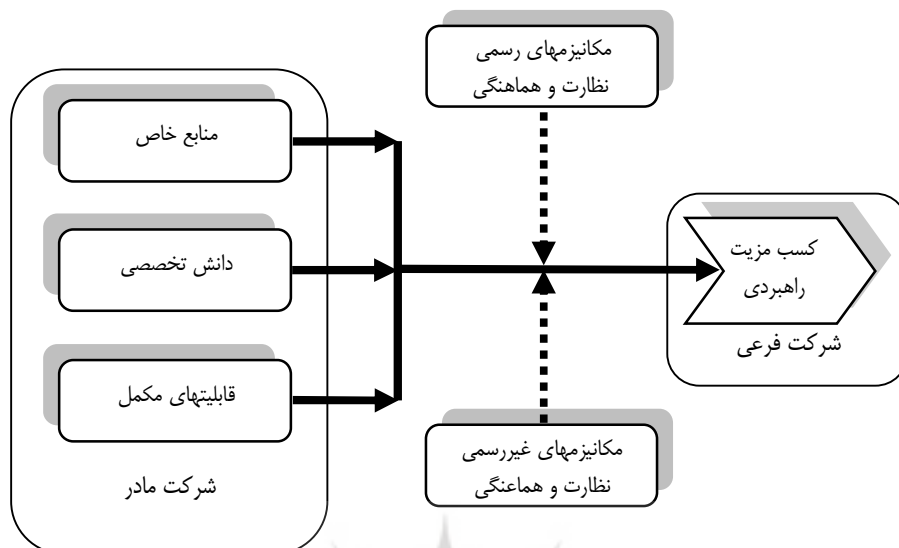 مکانیزمهای رسمی
نظارت و هماهنگی
منابع خاص
دانش تخصصی
قابلیتهای مکمل
شرکت مادر
کسب مزیت
راهبردی
شرکت فرعی
مکانیزمهای غیررسمی
نظارت و هماعنگی